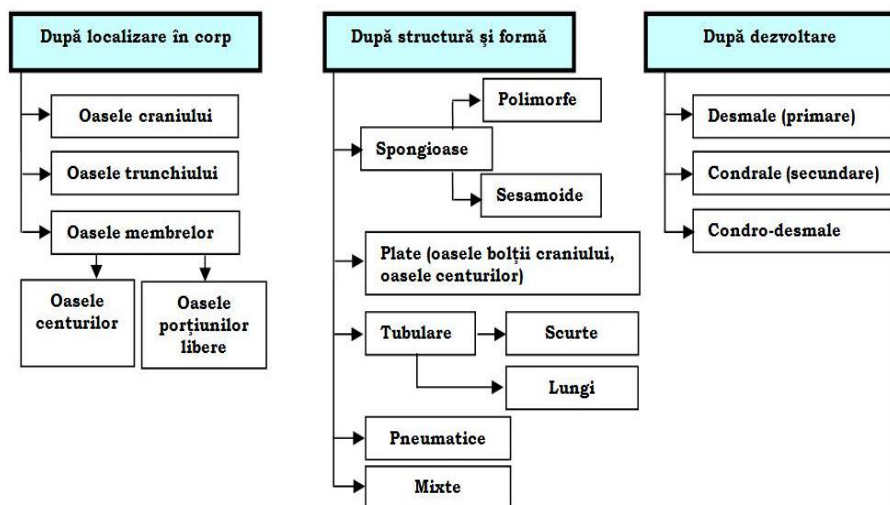 După localizare în corp
Oasele craniului
Oasele trunchiului
Oasele membrelor
Oasele
centurilor
Oasele
porțiunilor
libere
După structură şi formă
Spongioase
Polimorfe
Sesamoide
Plate (oasele bolții craniului,
oasele centurilor)
Tubulare
Scurte
Lungi
Pneumatice
Mixte
După dezvoltare
Desmale (primare)
Condrale (secundare)
Condro-desmale